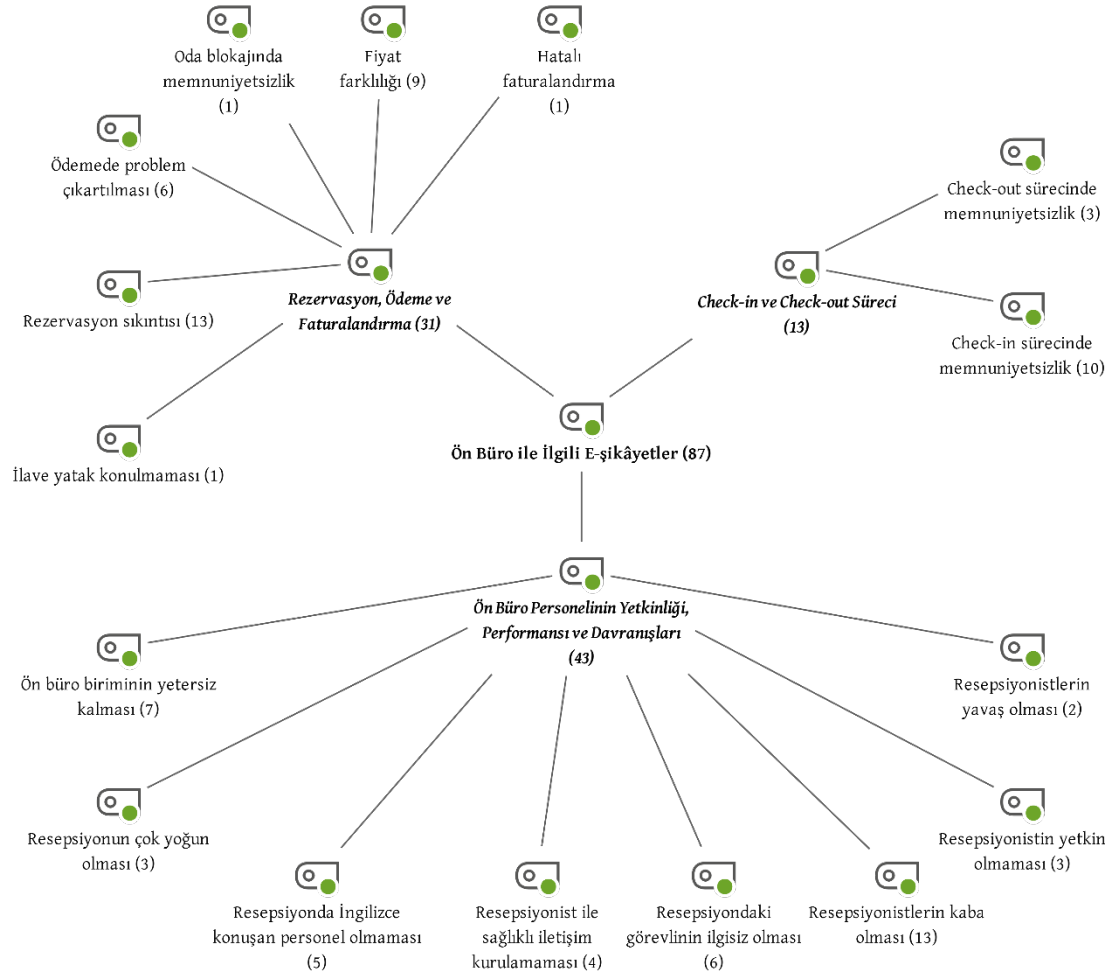 Oda blokajında
memnuniyetsizlik
(1)
Fiyat
farklılığı (9)
Hatalı
faturalandırma
(1)
Ödemede problem
çıkartılması (6)
Rezervasyon sıkıntısı (13)
İlave yatak konulmaması (1)
Rezervasyon, Ödeme ve
Faturalandırma (31)
Check-in ve Check-out Süreci
(13)
Check-out sürecinde
memnuniyetsizlik (3)
Check-in sürecinde
memnuniyetsizlik (10)
Ön Büro ile İlgili E-şikâyetler (87)
Ön Büro Personelinin Yetkinliği,
Performansı ve Davranışları
(43)
Ön büro biriminin yetersiz
kalması (7)
Resepsiyonun çok yoğun
olması (3)
Resepsiyonda İngilizce
konuşan personel olmaması
(5)
Resepsiyonist ile
sağlıklı iletişim
kurulamaması (4)
Resepsiyondaki
görevlinin ilgisiz olması
(6)
Resepsiyonistlerin kaba
olması (13)
Resepsiyonistin yetkin
olmaması (3)
Resepsiyonistlerin
yavaş olması (2)